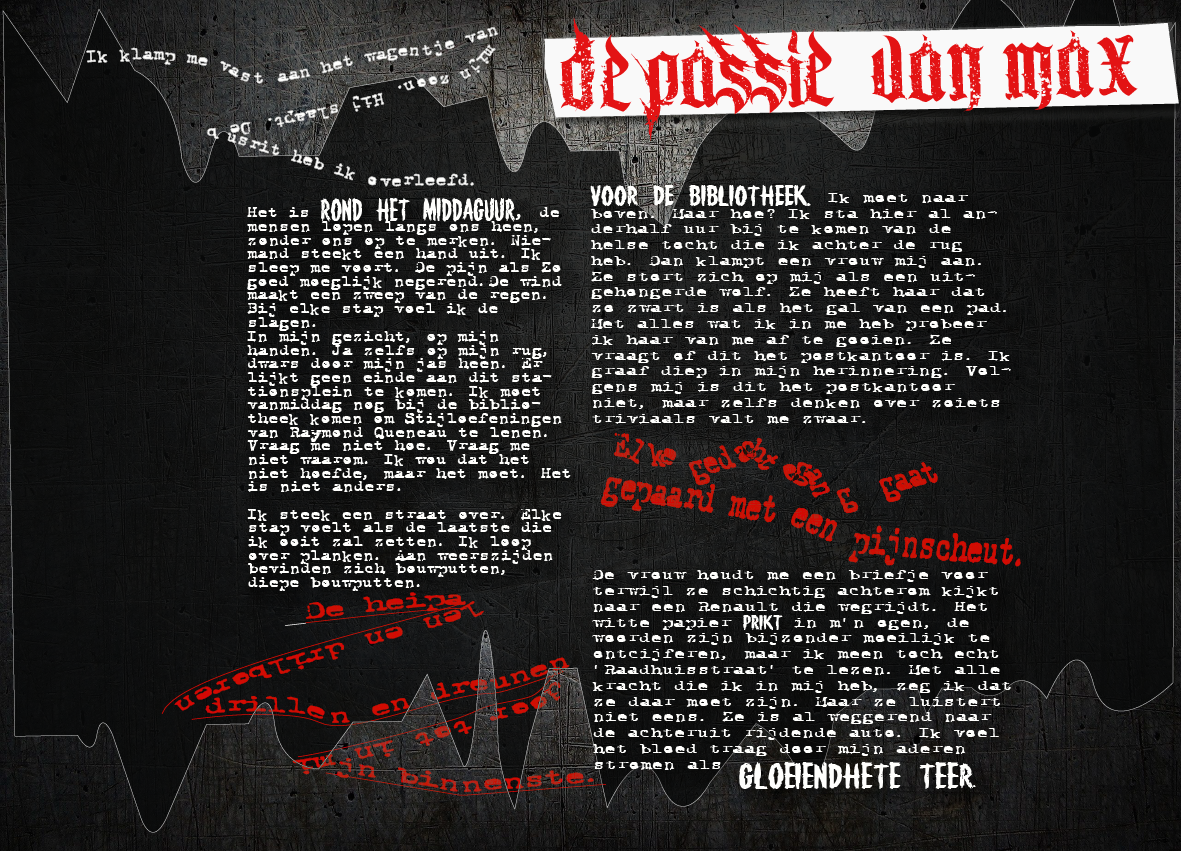 de passie van max
Ik klamp me vast aan het wagentje van
mijn zoon. Hij slaapt. De b
usrit heb ik overleefd.
Het is ROND HET MIDDAGUUR, de
mensen lopen langs ons heen,
zonder ons op te merken. Nie-
mand steekt een hand uit. Ik
sleep me voort. De pijn als Zo
goed moeglijk negerend.De wind
maakt een zweep van de regen.
Bij elke stap voel ik de
slagen.
In mijn gezicht, op mijn
handen. Ja zelfs op mijn rug,
dwars door mijn jas heen. Er
lijkt geen einde aan dit sta-
tionsplein te komen. Ik moet
vanmiddag nog bij de biblio-
theek komen om Stijloefeningen
van Raymond Queneau te lenen.
Vraag me niet hoe. Vraag me
niet waarom. Ik wou dat het
niet hoefde, maar het moet. Het
is niet anders.
Ik steek een straat over. Elke
stap voelt als de laatste die
ik ooit zal zetten. Ik loop
over planken. Aan weerszijden
bevinden zich bouwputten,
diepe bouwputten.
De heipa
len en drilboren
drillen en dreunen
door tot in
mijn binnenste.
VOOR DE BIBLIOTHEEK. Ik moet naar
boven. Maar hoe? Ik sta hier al an-
derhalf uur bij te komen van de
helse tocht die ik achter de rug
heb. Dan klampt een vrouw mij aan.
Ze stort zich op mij als een uit-
gehongerde wolf. Ze heeft haar dat
zo zwart is als het gal van een pad.
Met alles wat ik in me heb probeer
ik haar van me af te gooien. Ze
vraagt of dit het postkantoor is. Ik
graaf diep in mijn herinnering. Vol-
gens mij is dit het postkantoor
niet, maar zelfs denken over zoiets
triviaals valt me zwaar.
Elke gedachtegang gaat
gepaard met een pijnscheut.
De vrouw houdt me een briefje voor
terwijl ze schichtig achterom kijkt
naar een Renault die wegrijdt. Het
witte papier PRIKT in m'n ogen, de
woorden zijn bijzonder moeilijk te
ontcijferen, maar ik meen toch echt
'Raadhuisstraat' te lezen. Met alle
kracht die ik in mij heb, zeg ik dat
ze daar moet zijn. Maar ze luistert
niet eens. Ze is al weggerend naar
de achteruit rijdende auto. Ik voel
het bloed traag door mijn aderen
stromen als GLOEIENDHETE TEER.